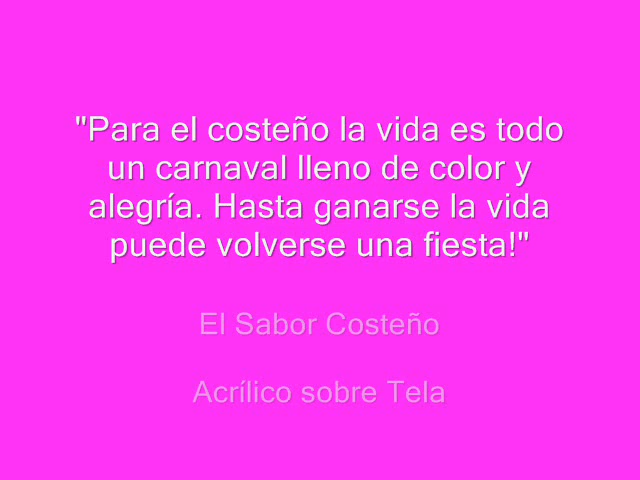 "Para el costeño la vida es todo
un carnaval lleno de color y
alegría. Hasta ganarse la vida
puede volverse una fiesta!"
El Sabor Costeño
Acrílico sobre Tela